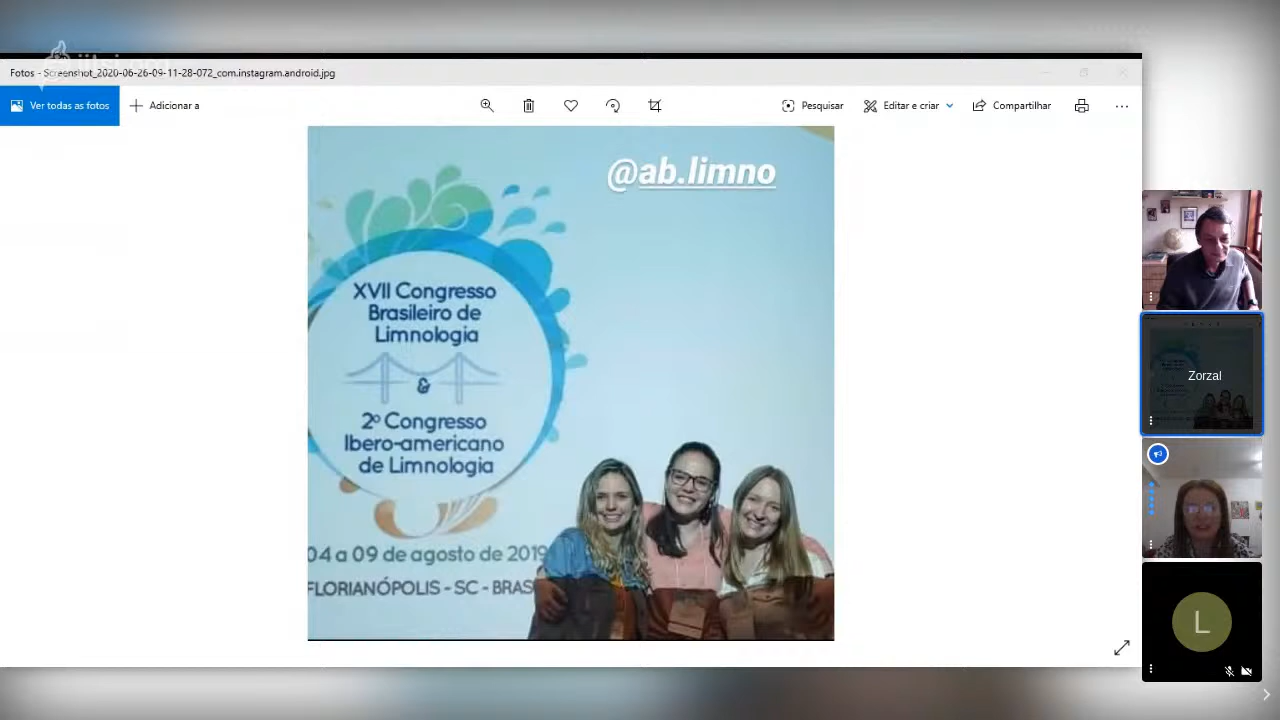 Fotos - Screenshot_2020-06-26-09-11-28-072_com.instagram.android.jpg
Ver todas as fotos
Adicionar a
Pesquisar
Editar e criar
Compartilhar
@ab.limno
XVII Congresso
Brasileiro de
Limnologia
&
2º Congresso
Ibero-americano
de Limnologia
04 a 09 de agosto de 2019
FLORIANÓPOLIS - SC - BRAS
Zorzal
L